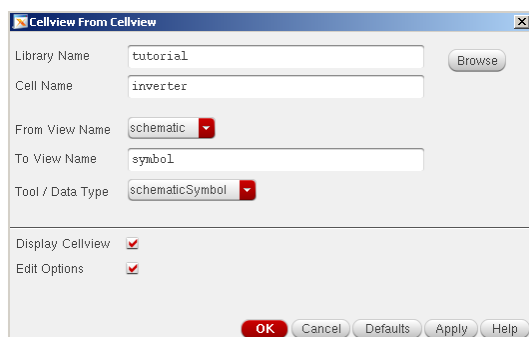 Cellview From Cellview
Library Name tutorial Browse
Cell Name inverter
From View Name schematic
To View Name symbol
Tool / Data Type schematicSymbol
Display Cellview
Edit Options
OK Cancel Defaults Apply Help